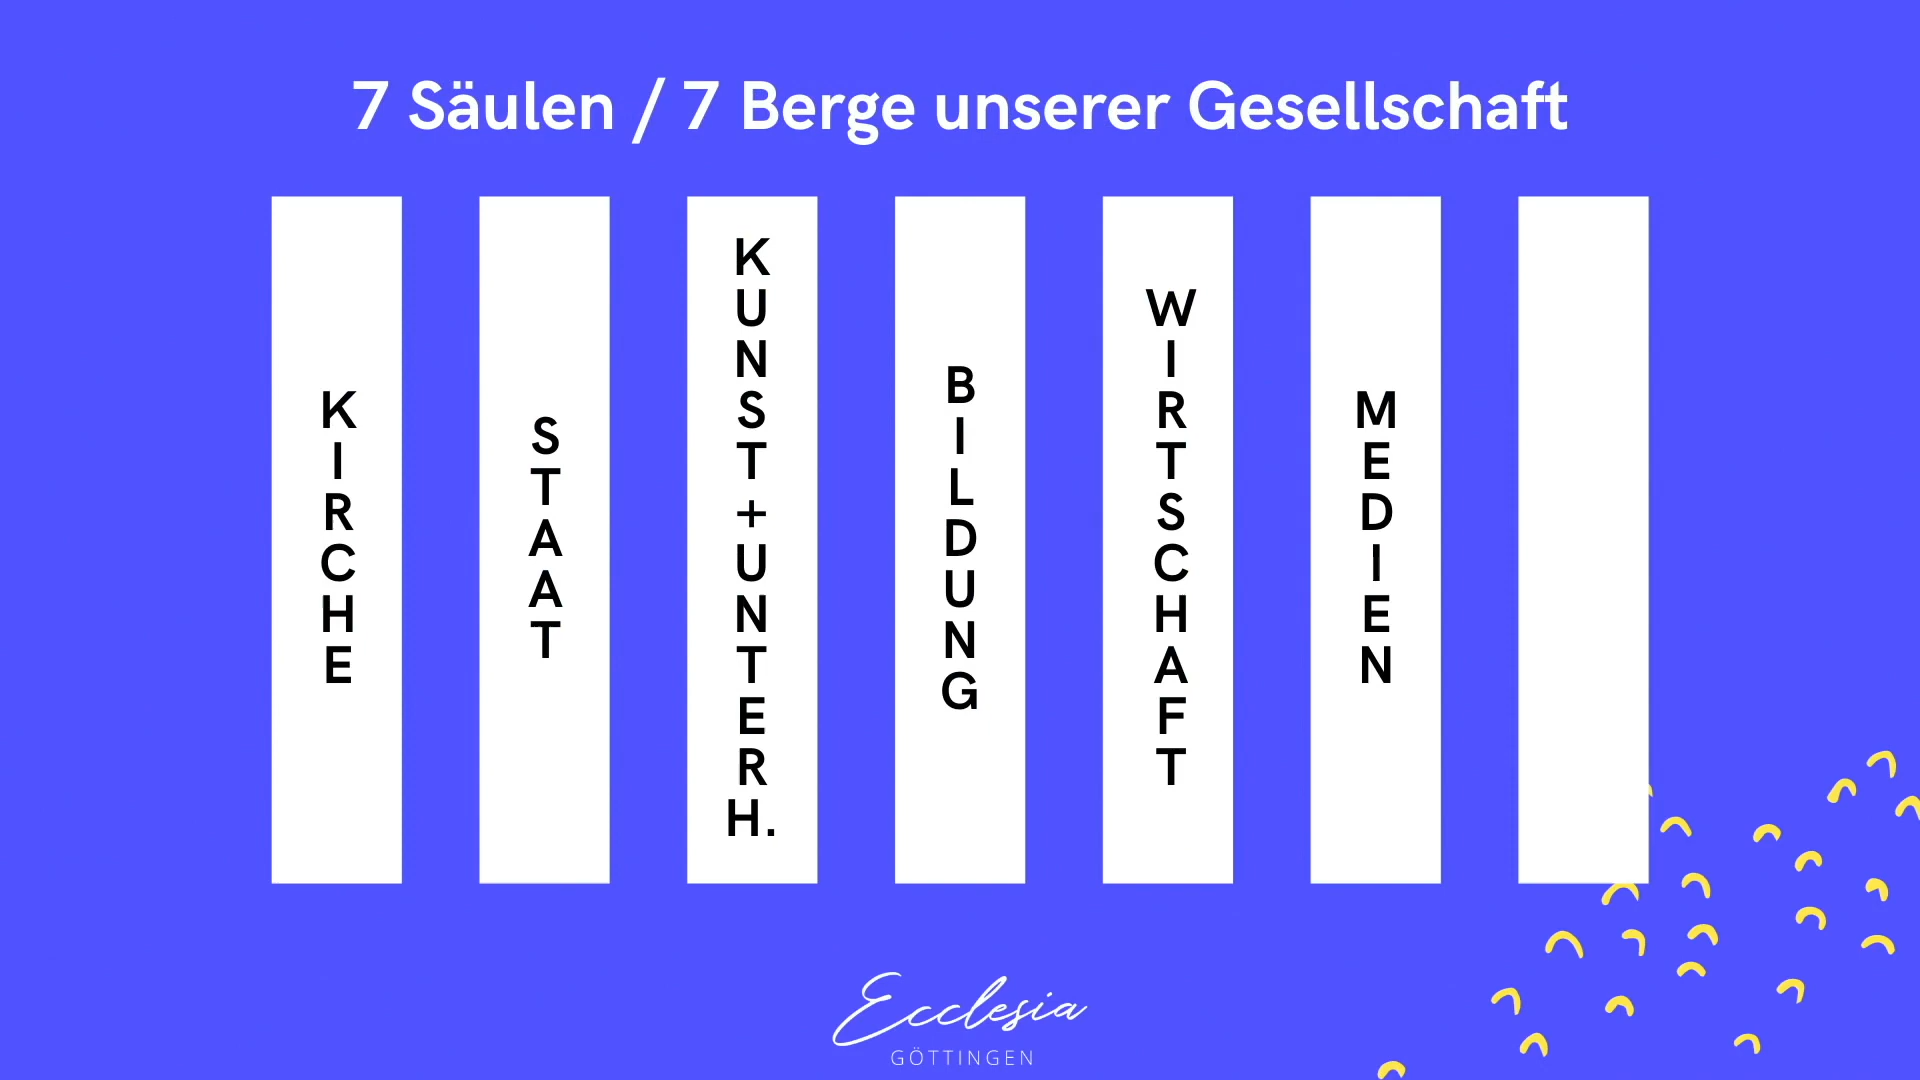 7 Säulen / 7 Berge unserer Gesellschaft
KIRCHE
STAAT
KUNST+UNTERH.
BILDUNG
WIRTSCHAFT
MEDIEN
Ecclesia
GÖTTINGEN